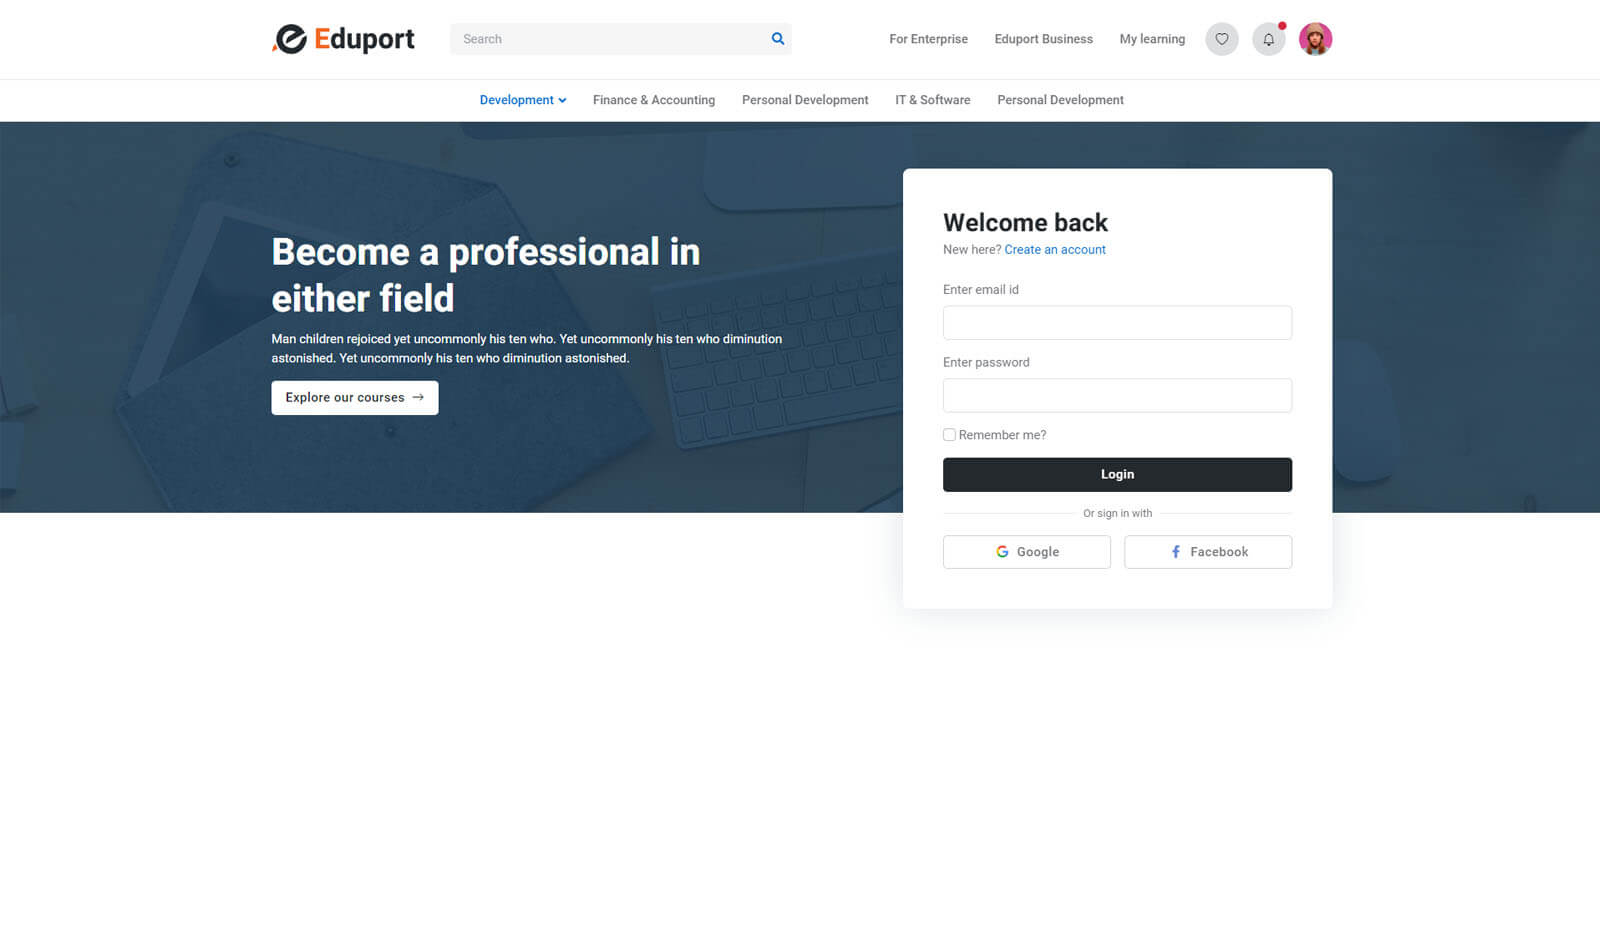 Eduport
Search
For Enterprise
Eduport Business
My learning
Development
Finance & Accounting
Personal Development
IT & Software
Personal Development
Become a professional in
either field
Man children rejoiced yet uncommonly his ten who. Yet uncommonly his ten who diminution
astonished. Yet uncommonly his ten who diminution astonished.
Explore our courses
Welcome back
New here? Create an account
Enter email id
Enter password
Remember me?
Login
Or sign in with
Google
Facebook